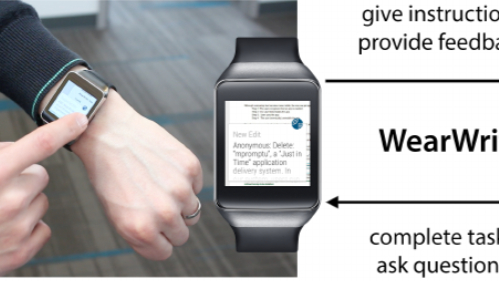 give instructio
provide feedba
WearWri
complete task
ask question
New Edit
Anonymous: Delete:
"mpromptu", a "Just in
Time" application
delivery system. In